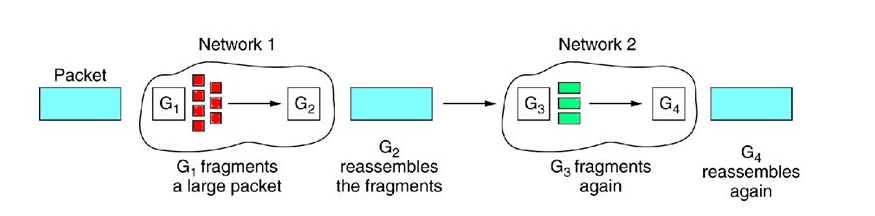 Network 1
Network 2
Packet
G1
G2
G3
G4
G1 fragments
a large packet
G2
reassembles
the fragments
G3 fragments
again
G4
reassembles
again